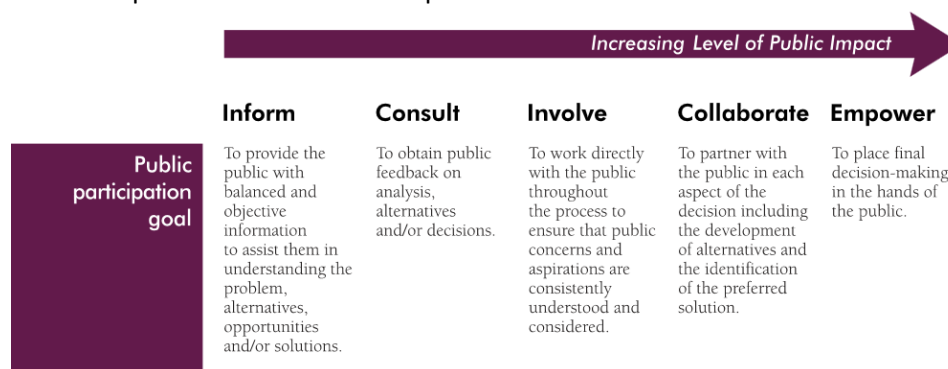 Increasing Level of Public Impact
Inform
Consult
Involve
Collaborate
Empower
Public
participation
goal
To provide the
public with
balanced and
objective
information
to assist them in
understanding the
problem,
alternatives,
opportunities
and/or solutions.
To obtain public
feedback on
analysis,
alternatives
and/or decisions.
To work directly
with the public
throughout
the process to
ensure that public
concerns and
aspirations are
consistently
understood and
considered.
To partner with
the public in each
aspect of the
decision including
the development
of alternatives and
the identification
of the preferred
solution.
To place final
decision-making
in the hands of
the public.